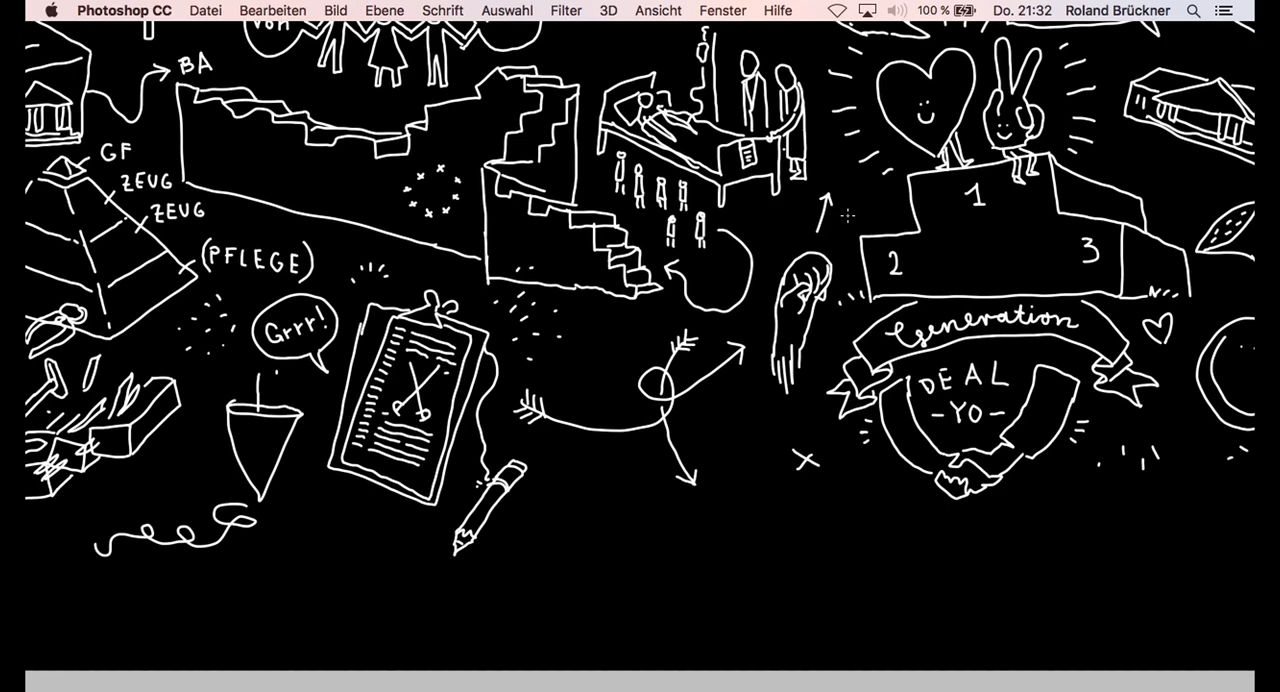 Photoshop CC Datei Bearbeiten Bild Ebene Schrift Auswahl Filter 3D Ansicht Fenster Hilfe 100 % Do. 21:32 Roland Brückner
von
BA
GF
ZEUG
ZEUG
(PFLEGE)
1
2
3
Grrr!
Generation
DEAL
-YO-